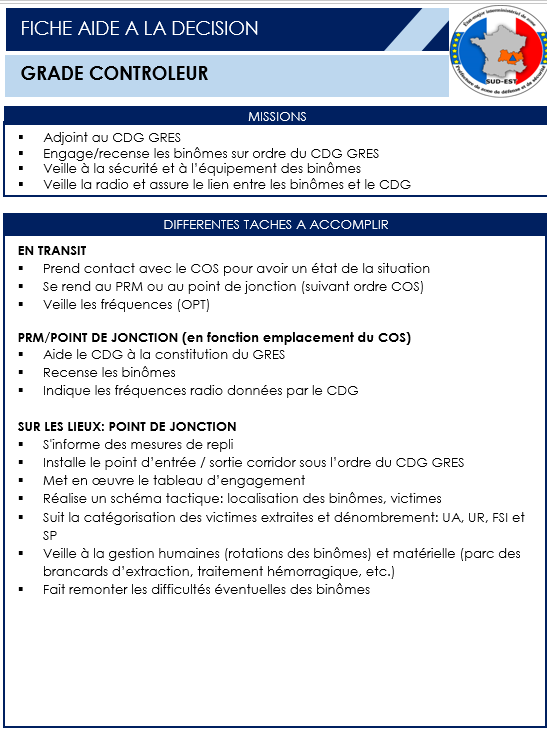 FICHE AIDE A LA DECISION
GRADE CONTROLEUR
SUD-EST
MISSIONS
▪ Adjoint au CDG GRES
▪ Engage/recense les binômes sur ordre du CDG GRES
▪ Veille à la sécurité et à l'équipement des binômes
▪ Veille la radio et assure le lien entre les binômes et le CDG
DIFFERENTES TACHES A ACCOMPLIR
EN TRANSIT
▪ Prend contact avec le COS pour avoir un état de la situation
▪ Se rend au PRM ou au point de jonction (suivant ordre COS)
▪ Veille les fréquences (OPT)
PRM/POINT DE JONCTION (en fonction emplacement du COS)
▪ Aide le CDG à la constitution du GRES
▪ Recense les binômes
▪ Indique les fréquences radio données par le CDG
SUR LES LIEUX: POINT DE JONCTION
▪ S'informe des mesures de repli
▪ Installe le point d'entrée / sortie corridor sous l'ordre du CDG GRES
▪ Met en œuvre le tableau d'engagement
▪ Réalise un schéma tactique: localisation des binômes, victimes
▪ Suit la catégorisation des victimes extraites et dénombrement: UA, UR, FSI et
SP
▪ Veille à la gestion humaines (rotations des binômes) et matérielle (parc des
brancards d'extraction, traitement hémorragique, etc.)
▪ Fait remonter les difficultés éventuelles des binômes